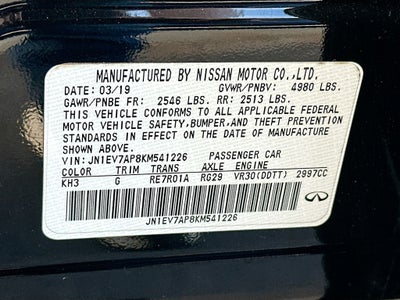 MANUFACTURED BY NISSAN MOTOR CO.,LTD.
DATE: 03/19 GVWR/PNBV: 4980 LBS.
GAWR/PNBE FR: 2546 LBS. RR: 2513 LBS.
THIS VEHICLE CONFORMS TO ALL APPLICABLE FEDERAL
MOTOR VEHICLE SAFETY, BUMPER, AND THEFT PREVENTION
STANDARDS IN EFFECT ON THE DATE OF MANUFACTURE
SHOWN ABOVE.
VIN: JN1EV7AP8KM541226 PASSENGER CAR
COLOR TRIM TRANS AXLE ENGINE
KH3 G RE7R01A RG29 VR30(DDTT) 2997CC
JN1EV7AP8KM541226